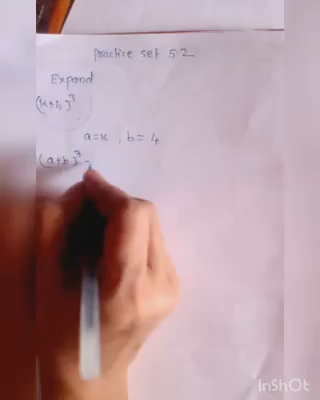 Practice set 5.2
Expand
(k+4)³
a=k, b=4
(a+b)³=
InShOt